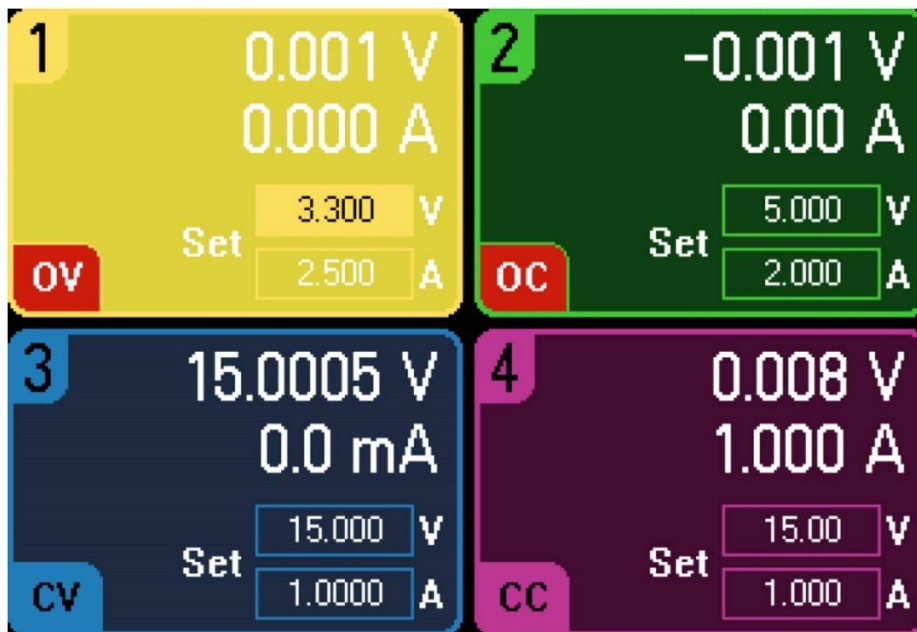 1
0.001 V
0.000 A
Set
3.300 V
2.500 A
OV
2
-0.001 V
0.00 A
Set
5.000 V
2.000 A
OC
3
15.0005 V
0.0 mA
Set
15.000 V
1.0000 A
CV
4
0.008 V
1.000 A
Set
15.00 V
1.000 A
CC